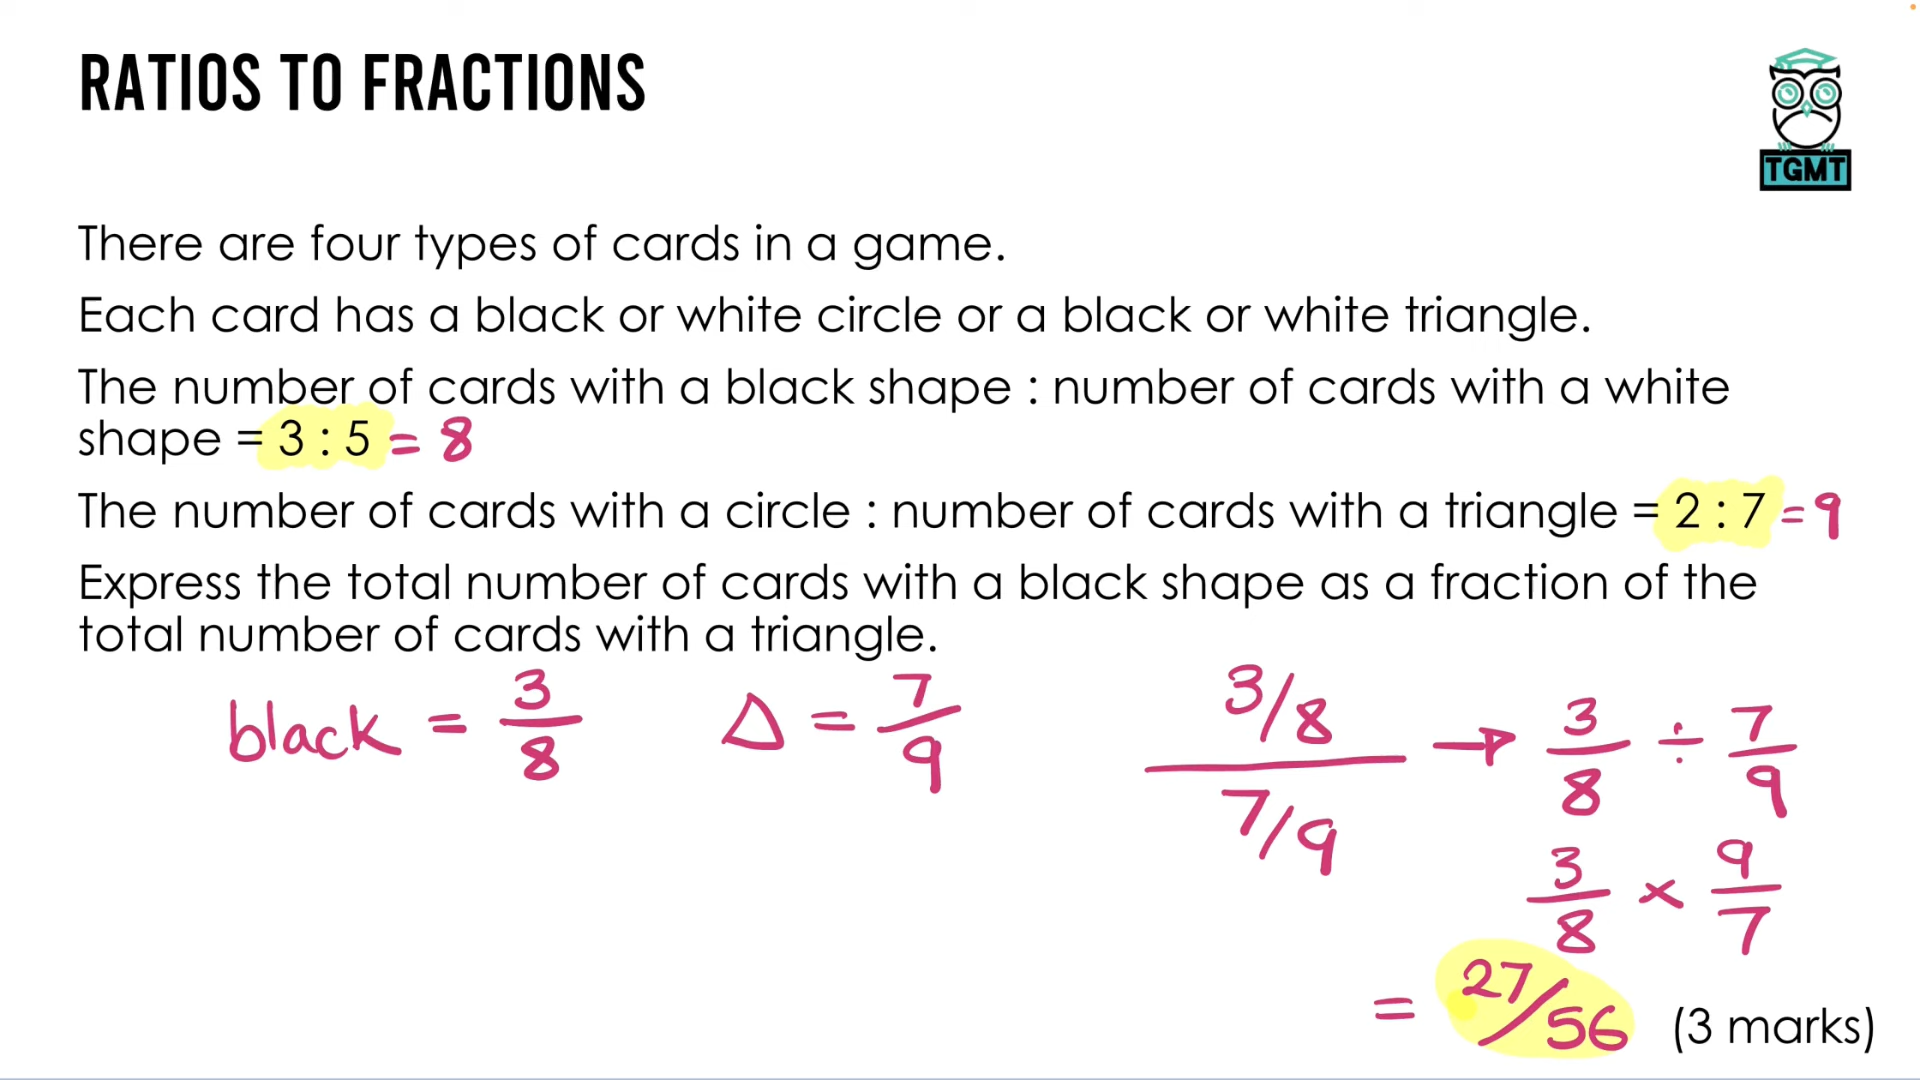 RATIOS TO FRACTIONS
TGMT
There are four types of cards in a game.
Each card has a black or white circle or a black or white triangle.
The number of cards with a black shape : number of cards with a white
shape = 3 : 5 = 8
The number of cards with a circle : number of cards with a triangle = 2 : 7 = 9
Express the total number of cards with a black shape as a fraction of the
total number of cards with a triangle.
black = 3/8 △ = 7/9
3/8 / 7/9 → 3/8 ÷ 7/9
3/8 × 9/7
= 27/56 (3 marks)